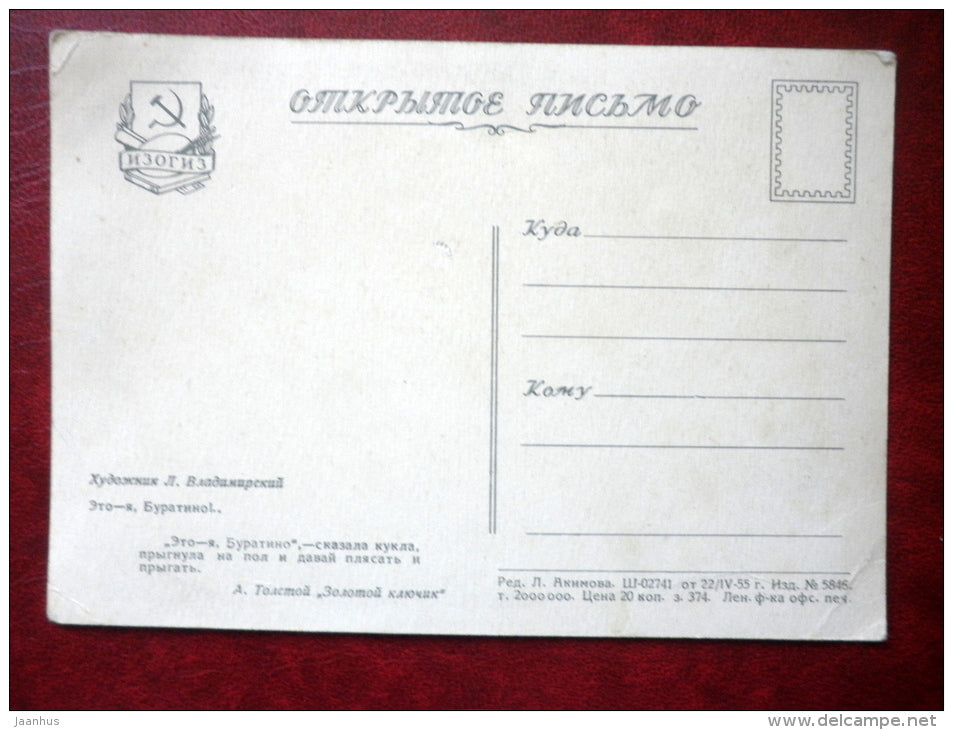 ОТКРЫТОЕ ПИСЬМО
ИЗОГИЗ
Куда
Кому
Художник Л. Владимирский
Это—я, Буратино!..
„Это—я, Буратино“,—сказала кукла,
прыгнула на пол и давай плясать и
прыгать.
А. Толстой „Золотой ключик“
Ред. Л. Акимова. Ш-02741 от 22/IV-55 г. Изд. № 5846.
т. 2000000. Цена 20 коп. з. 374. Лен. ф-ка офс. печ.
jaanhus
www.delcampe.net